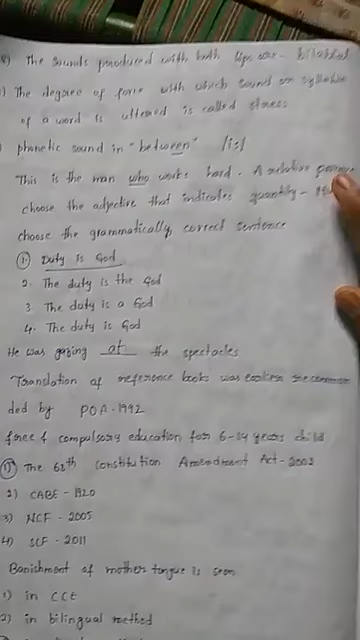 8) The sounds produced with both lips are - bilabial
) The degree of force with which sound or syllable
of a word is uttered is called stress
) phonetic sound in "between" /i:/
This is the man who works hard. A relative
choose the adjective that indicates quantity -
choose the grammatically correct sentence
① Duty is God
2. The duty is the God
3. The duty is a God
4. The duty is God
He was gazing at the spectacles
Translation of reference books was
ded by POA - 1992
free & compulsory education for 6-14 years child
① The 86th Constitution Amendment Act - 2002
2) CABE - 1920
3) NCF - 2005
4) SCF - 2011
Banishment of mother tongue is seen
1) in CCE
2) in bilingual method